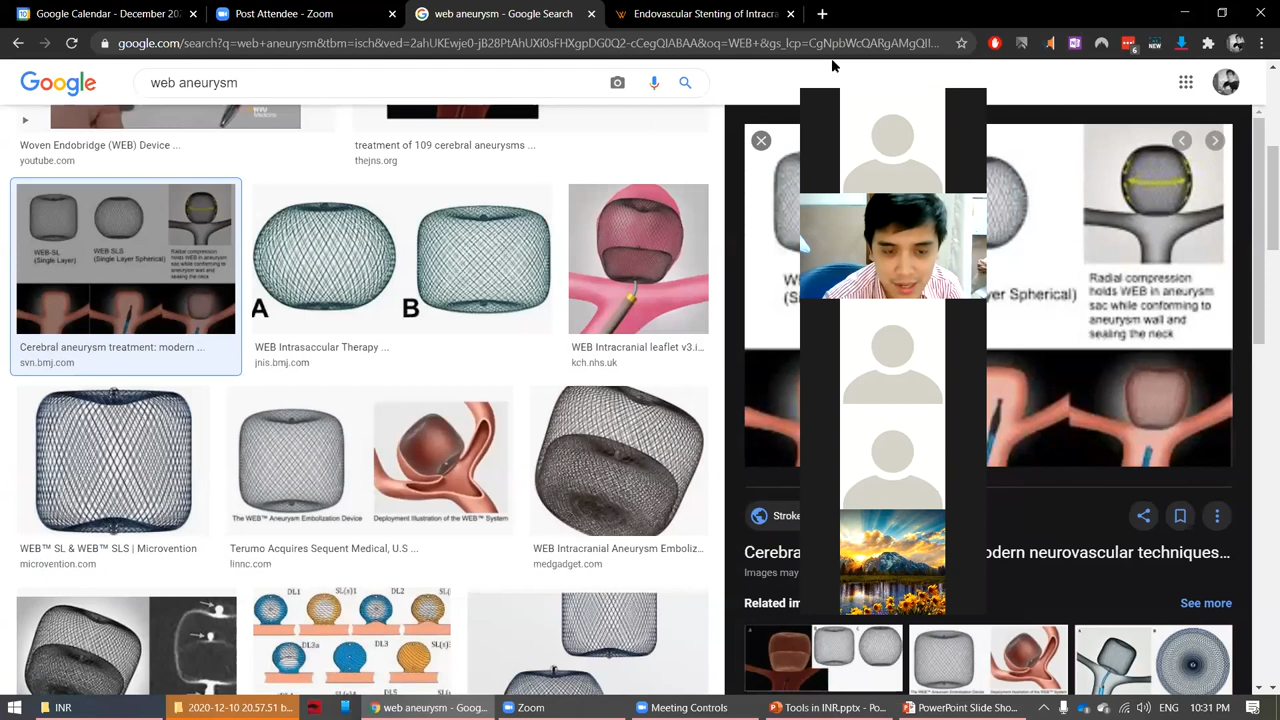 Google Calendar - December 20
Post Attendee - Zoom
web aneurysm - Google Search
Endovascular Stenting of Intracra
google.com/search?q=web+aneurysm&tbm=isch&ved=2ahUKEwje0-jB28PtAhUXi0sFHXgpDG0Q2-cCegQIABAA&oq=WEB+&gs_lcp=CgNpbWcQARgAMgQII...
6
NEW
Google
web aneurysm
Medicine
Woven Endobridge (WEB) Device ...
youtube.com
treatment of 109 cerebral aneurysms ...
thejns.org
WEB-SL
(Single Layer)
WEB-SLS
(Single Layer Spherical)
Radial compression
holds WEB in aneurysm
sac while conforming to
aneurysm wall and
sealing the neck
Cerebral aneurysm treatment: modern ...
svn.bmj.com
A
B
WEB Intrasaccular Therapy ...
jnis.bmj.com
WEB Intracranial leaflet v3.i...
kch.nhs.uk
WEB™ SL & WEB™ SLS | Microvention
microvention.com
The WEB™ Aneurysm Embolization Device
Deployment Illustration of the WEB™ System
Terumo Acquires Sequent Medical, U.S ...
linnc.com
WEB Intracranial Aneurysm Emboliz...
medgadget.com
DL1
DL2
DL3a
DL3
DL5
WE
(S
yer Spherical)
Radial compression
holds WEB in aneurysm
sac while conforming to
aneurysm wall and
sealing the neck
Stroke
Cerebra
odern neurovascular techniques...
Images may
Related im
See more
INR
2020-12-10 20.57.51 b...
web aneurysm - Goog...
Zoom
Meeting Controls
Tools in INR.pptx - Po...
PowerPoint Slide Sho...
ENG
10:31 PM